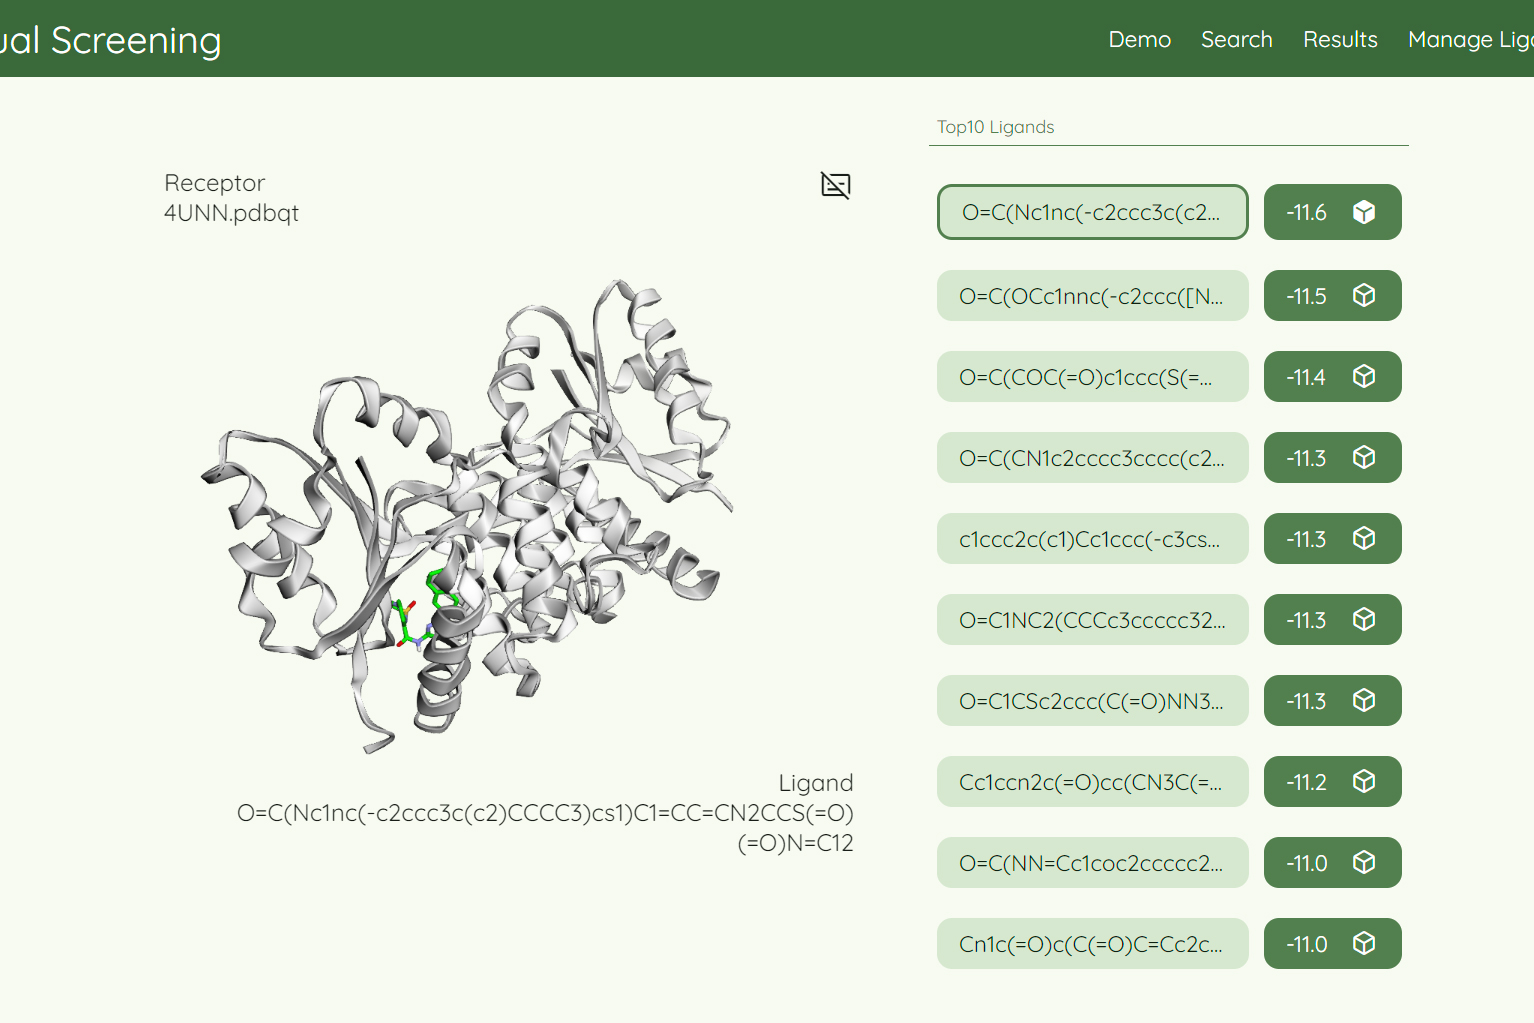 ual Screening
Demo Search Results Manage Liga
Receptor
4UNN.pdbqt
Ligand
O=C(Nc1nc(-c2ccc3c(c2)CCCC3)cs1)C1=CC=CN2CCS(=O)
(=O)N=C12
Top10 Ligands
O=C(Nc1nc(-c2ccc3c(c2... -11.6
O=C(OCc1nnc(-c2ccc([N... -11.5
O=C(COC(=O)c1ccc(S(=... -11.4
O=C(CN1c2cccc3cccc(c2... -11.3
c1ccc2c(c1)Cc1ccc(-c3cs... -11.3
O=C1NC2(CCCc3ccccc32... -11.3
O=C1CSc2ccc(C(=O)NN3... -11.3
Cc1ccn2c(=O)cc(CN3C(=... -11.2
O=C(NN=Cc1coc2ccccc2... -11.0
Cn1c(=O)c(C(=O)C=Cc2c... -11.0